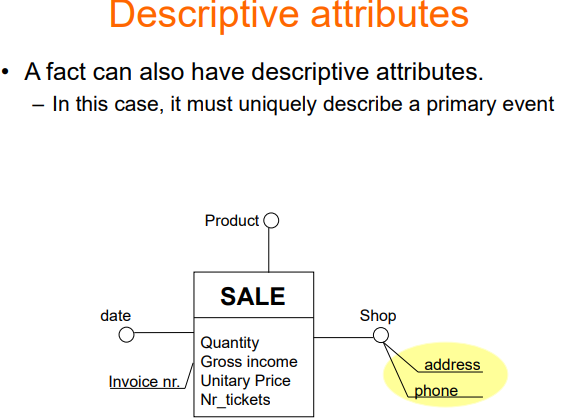 Descriptive attributes
• A fact can also have descriptive attributes.
– In this case, it must uniquely describe a primary event
Product
SALE
date
Shop
Quantity
Gross income
address
Invoice nr.
Unitary Price
phone
Nr_tickets